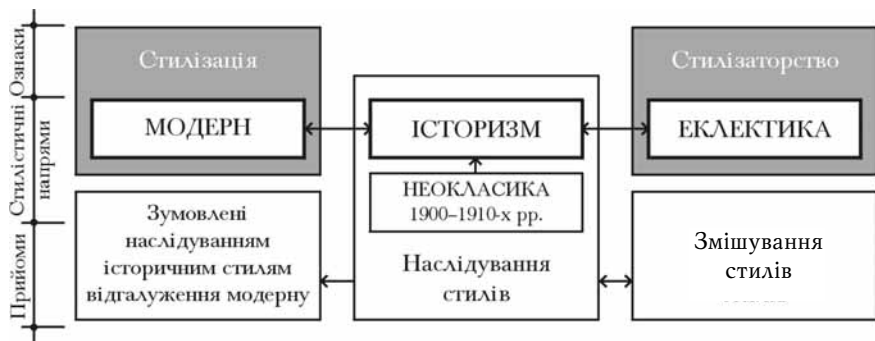 Ознаки
Стилістичні
напрями
Прийоми
Стилізація
МОДЕРН
Зумовлені
наслідуванням
історичним стилям
відгалуження модерну
ІСТОРИЗМ
НЕОКЛАСИКА
1900–1910-х рр.
Наслідування
стилів
Стилізаторство
ЕКЛЕКТИКА
Змішування
стилів